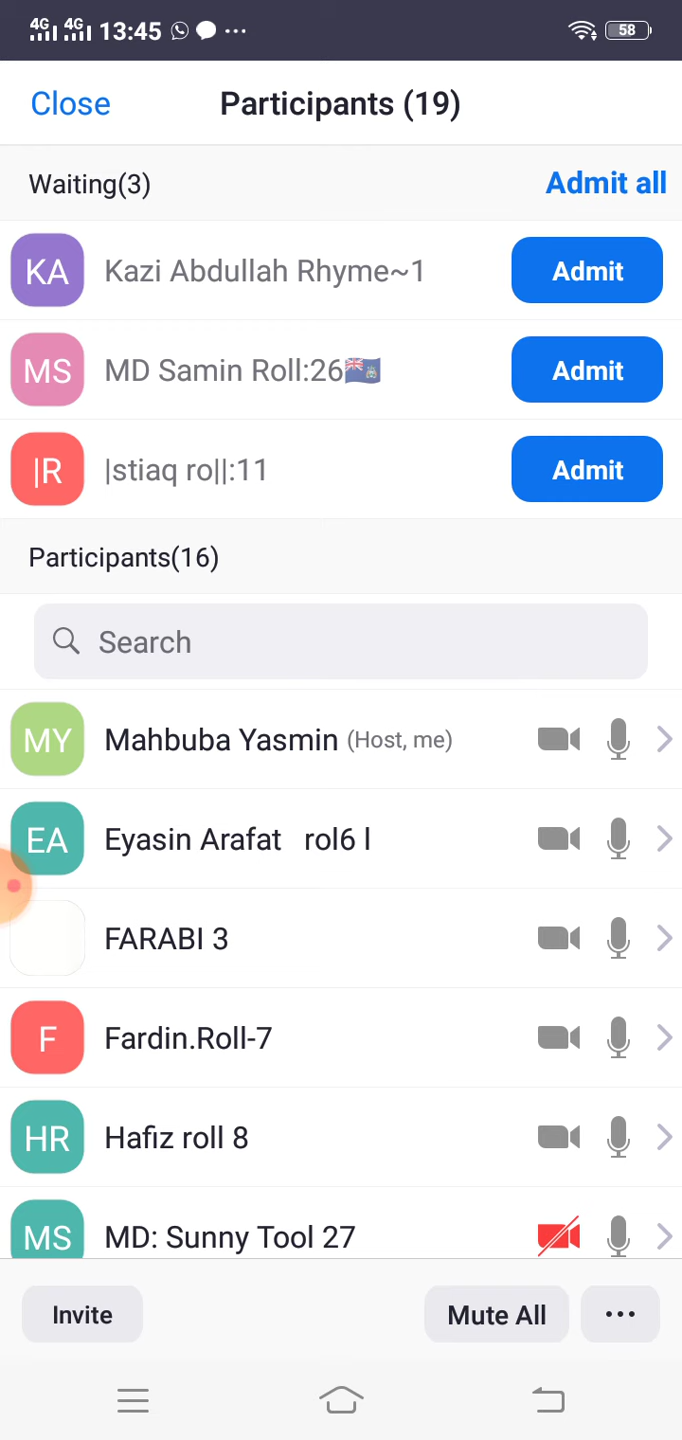 4G 4G 13:45 ... 58
Close Participants (19)
Waiting(3) Admit all
KA Kazi Abdullah Rhyme~1 Admit
MS MD Samin Roll:26 Admit
|R |stiaq ro||:11 Admit
Participants(16)
Search
MY Mahbuba Yasmin (Host, me)
EA Eyasin Arafat rol6 l
FARABI 3
F Fardin.Roll-7
HR Hafiz roll 8
MS MD: Sunny Tool 27
Invite Mute All ...